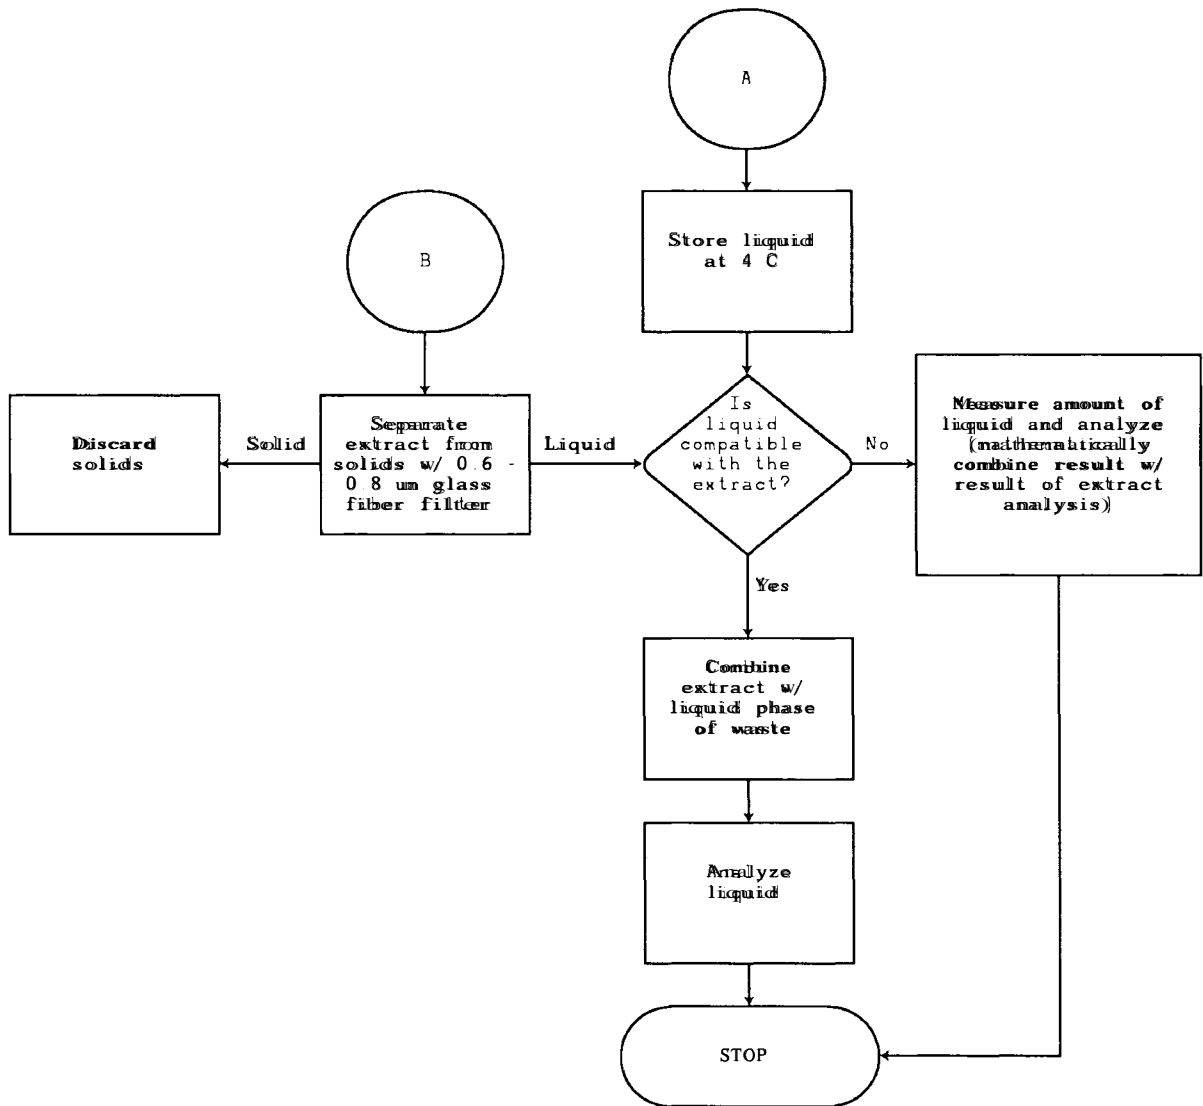 A
Store liquid
at 4 C
B
Discard
solids
Solid
Separate
extract from
solids w/ 0.6 -
0.8 um glass
fiber filter
Liquid
Is
liquid
compatible
with the
extract?
No
Measure amount of
liquid and analyze
(mathematically
combine result w/
result of extract
analysis)
Yes
Combine
extract w/
liquid phase
of waste
Analyze
liquid
STOP